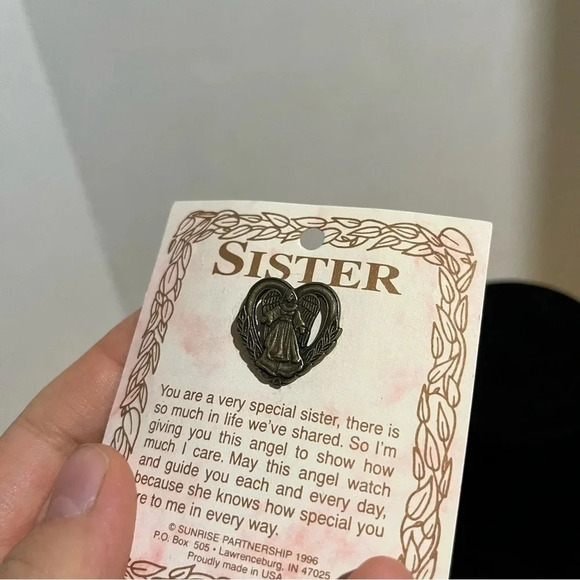 SISTER
You are a very special sister, there is
so much in life we've shared. So I'm
giving you this angel to show how
much I care. May this angel watch
and guide you each and every day,
because she knows how special you
re to me in every way.
© SUNRISE PARTNERSHIP 1996
P.O. Box 505 • Lawrenceburg, IN 47025
Proudly made in USA